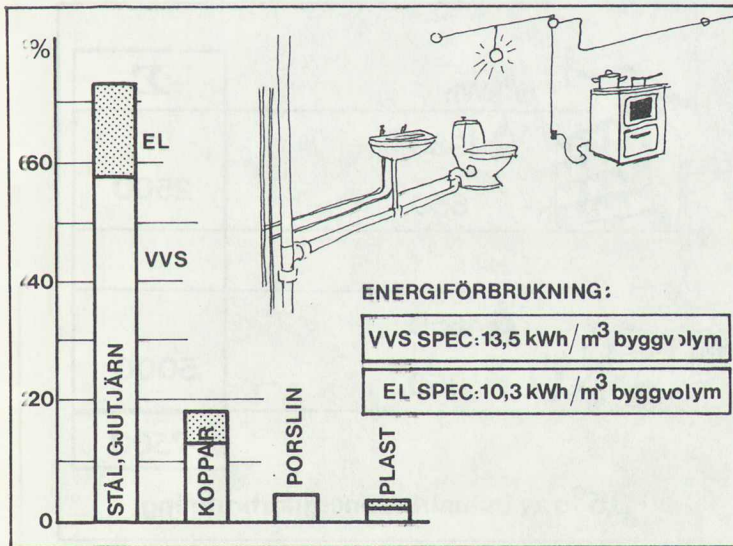 %
EL
60
VVS
40
ENERGIFÖRBRUKNING:
VVS SPEC:13,5 kWh/m³ byggvolym
EL SPEC:10,3 kWh/m³ byggvolym
20
STÅL, GJUTJÄRN
KOPPAR
PORSLIN
PLAST
0